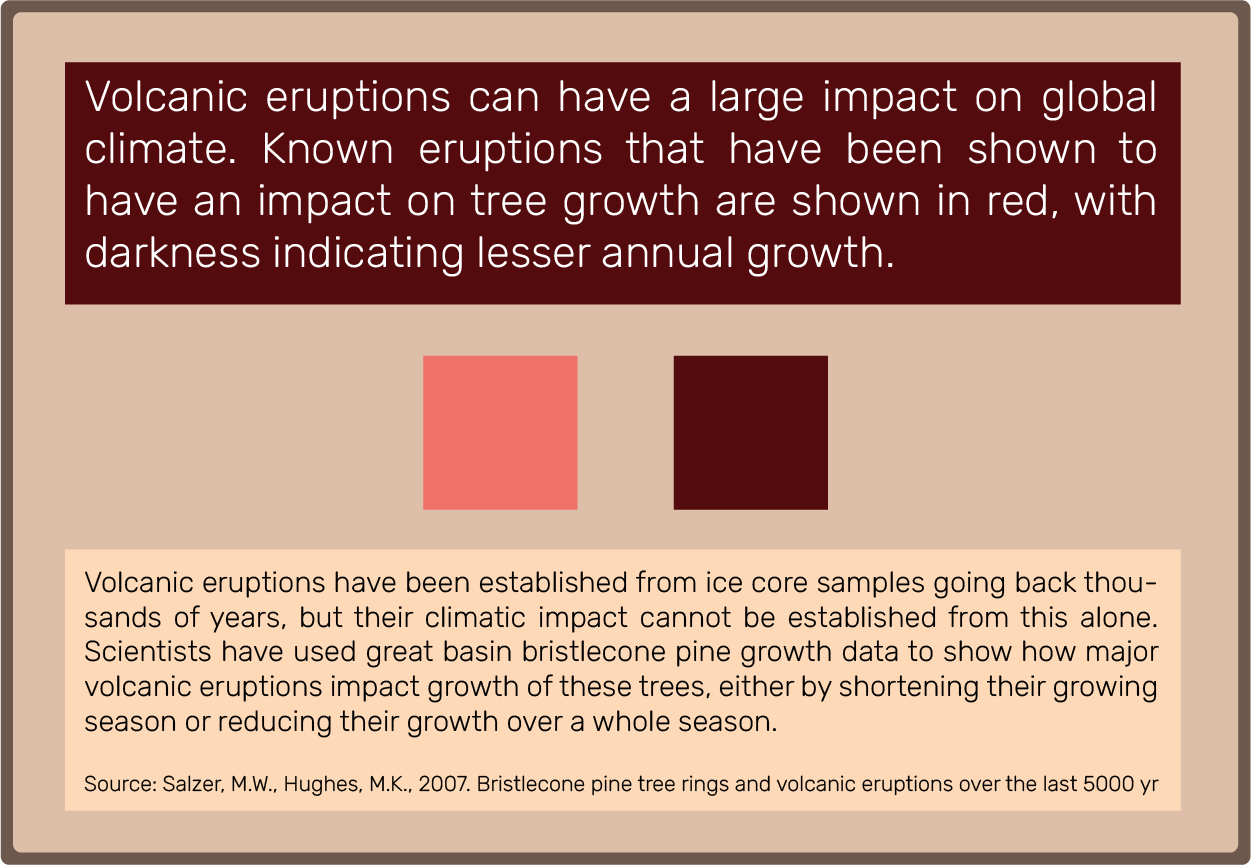 Volcanic eruptions can have a large impact on global
climate. Known eruptions that have been shown to
have an impact on tree growth are shown in red, with
darkness indicating lesser annual growth.
Volcanic eruptions have been established from ice core samples going back thou-
sands of years, but their climatic impact cannot be established from this alone.
Scientists have used great basin bristlecone pine growth data to show how major
volcanic eruptions impact growth of these trees, either by shortening their growing
season or reducing their growth over a whole season.
Source: Salzer, M.W., Hughes, M.K., 2007. Bristlecone pine tree rings and volcanic eruptions over the last 5000 yr